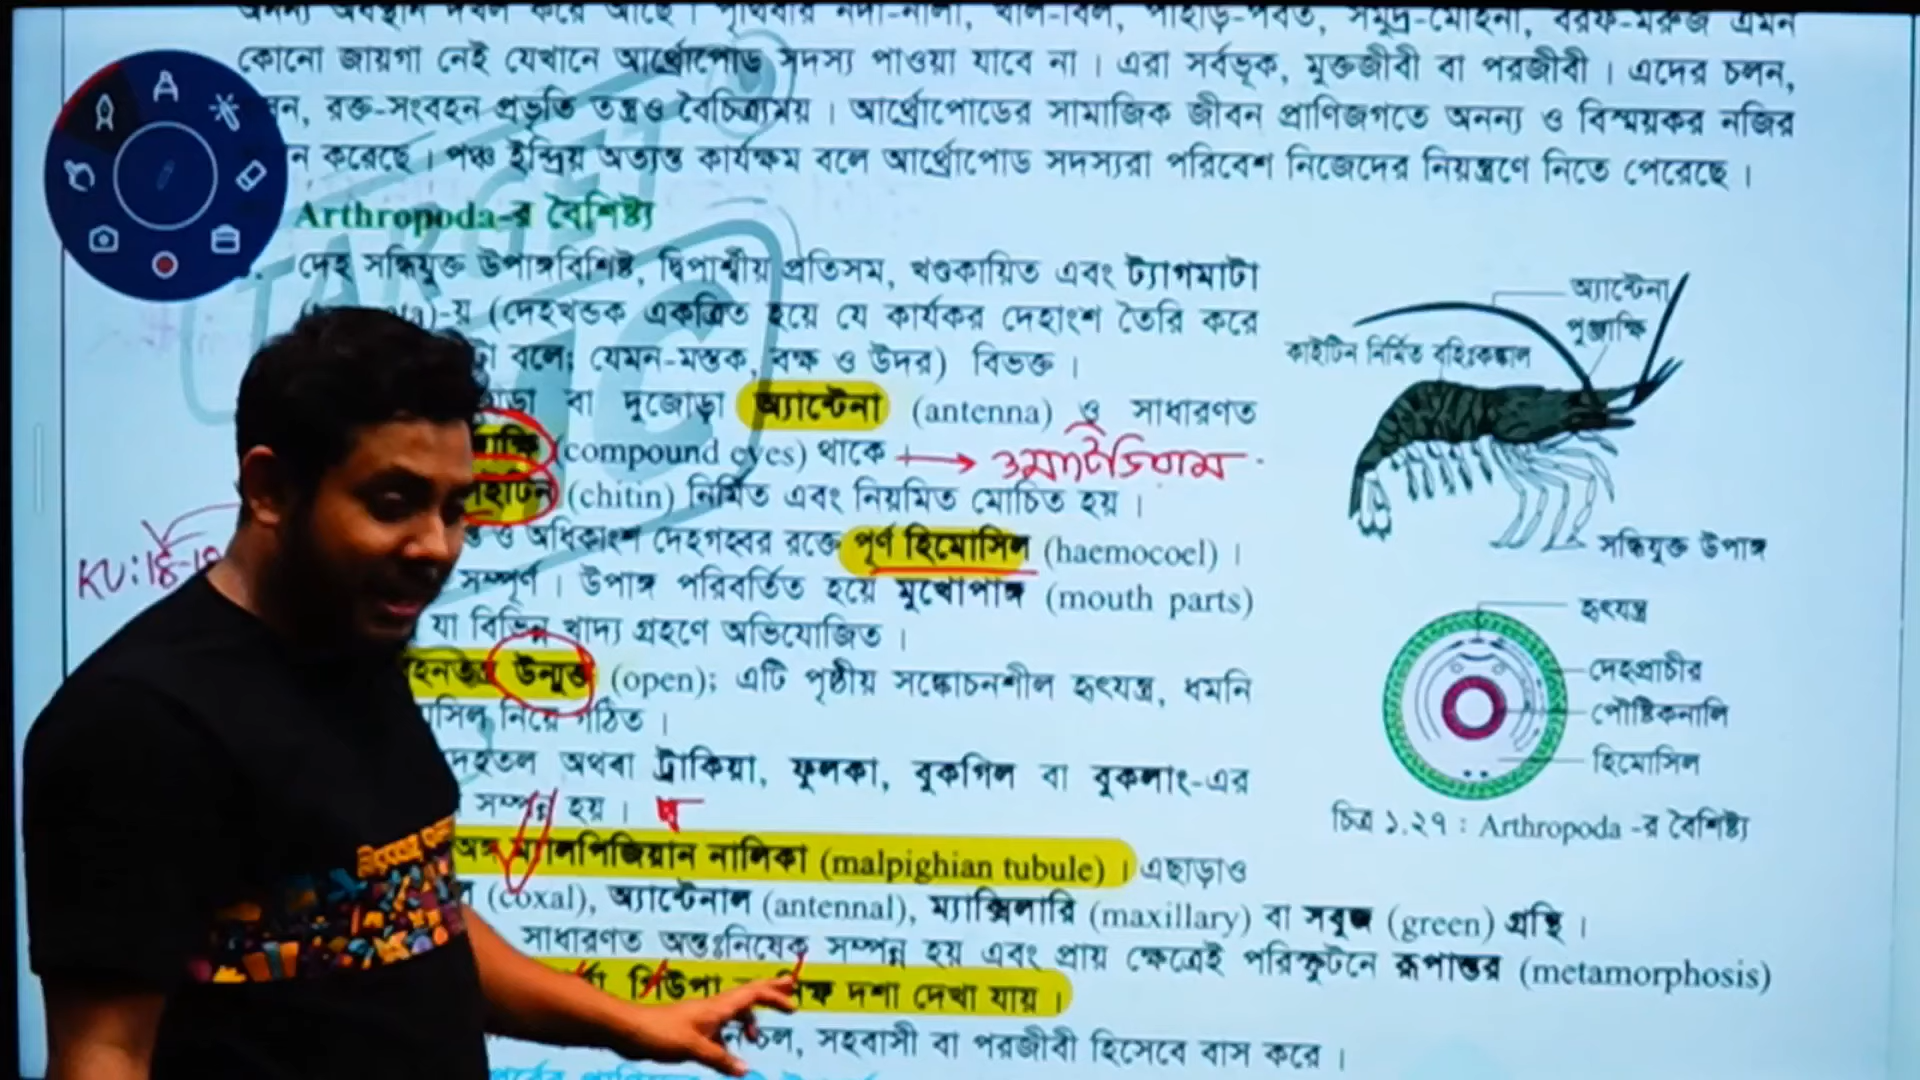 কোনো জায়গা নেই যেখানে আর্থ্রোপোড সদস্য পাওয়া যাবে না । এরা সর্বভূক, মুক্তজীবী বা পরজীবী । এদের চলন,
রক্ত-সংবহন প্রভৃতি তন্ত্রও বৈচিত্র্যময় । আর্থ্রোপোডের সামাজিক জীবন প্রাণিজগতে অনন্য ও বিস্ময়কর নজির
করেছে । পঞ্চ ইন্দ্রিয় অত্যন্ত কার্যক্ষম বলে আর্থ্রোপোড সদস্যরা পরিবেশ নিজেদের নিয়ন্ত্রণে নিতে পেরেছে ।
Arthropoda-র বৈশিষ্ট্য
দেহ সন্ধিযুক্ত উপাঙ্গবিশিষ্ট, দ্বিপার্শ্বীয় প্রতিসম, খণ্ডকায়িত এবং ট্যাগমাটা
-য় (দেহখন্ডক একত্রিত হয়ে যে কার্যকর দেহাংশ তৈরি করে
বলে; যেমন-মস্তক, বক্ষ ও উদর) বিভক্ত ।
বা দুজোড়া অ্যান্টেনা (antenna) ও সাধারণত
(compound eyes) থাকে → ওমাটিডিয়াম
(chitin) নির্মিত এবং নিয়মিত মোচিত হয় ।
ও অধিকাংশ দেহগহ্বর রক্তে পূর্ণ হিমোসিল (haemocoel) ।
KU:18-19
সম্পূর্ণ । উপাঙ্গ পরিবর্তিত হয়ে মুখোপাঙ্গ (mouth parts)
যা বিভিন্ন খাদ্য গ্রহণে অভিযোজিত ।
উন্মুক্ত (open); এটি পৃষ্ঠীয় সঙ্কোচনশীল হৃৎযন্ত্র, ধমনি
নিয়ে গঠিত ।
দেহতল অথবা ট্রাকিয়া, ফুলকা, বুকগিল বা বুকলাং-এর
সম্পন্ন হয় ।
ম্যালপিজিয়ান নালিকা (malpighian tubule) । এছাড়াও
(coxal), অ্যান্টেনাল (antennal), ম্যাক্সিলারি (maxillary) বা সবুজ (green) গ্রন্থি ।
সাধারণত অন্তঃনিষেক সম্পন্ন হয় এবং প্রায় ক্ষেত্রেই পরিস্ফুটনে রূপান্তর (metamorphosis)
পিউপা দশা দেখা যায় ।
সহবাসী বা পরজীবী হিসেবে বাস করে ।
অ্যান্টেনা
পুঞ্জাক্ষি
কাইটিন নির্মিত বহিঃকঙ্কাল
সন্ধিযুক্ত উপাঙ্গ
হৃৎযন্ত্র
দেহপ্রাচীর
পৌষ্টিকনালি
হিমোসিল
চিত্র ১.২৭ : Arthropoda -র বৈশিষ্ট্য